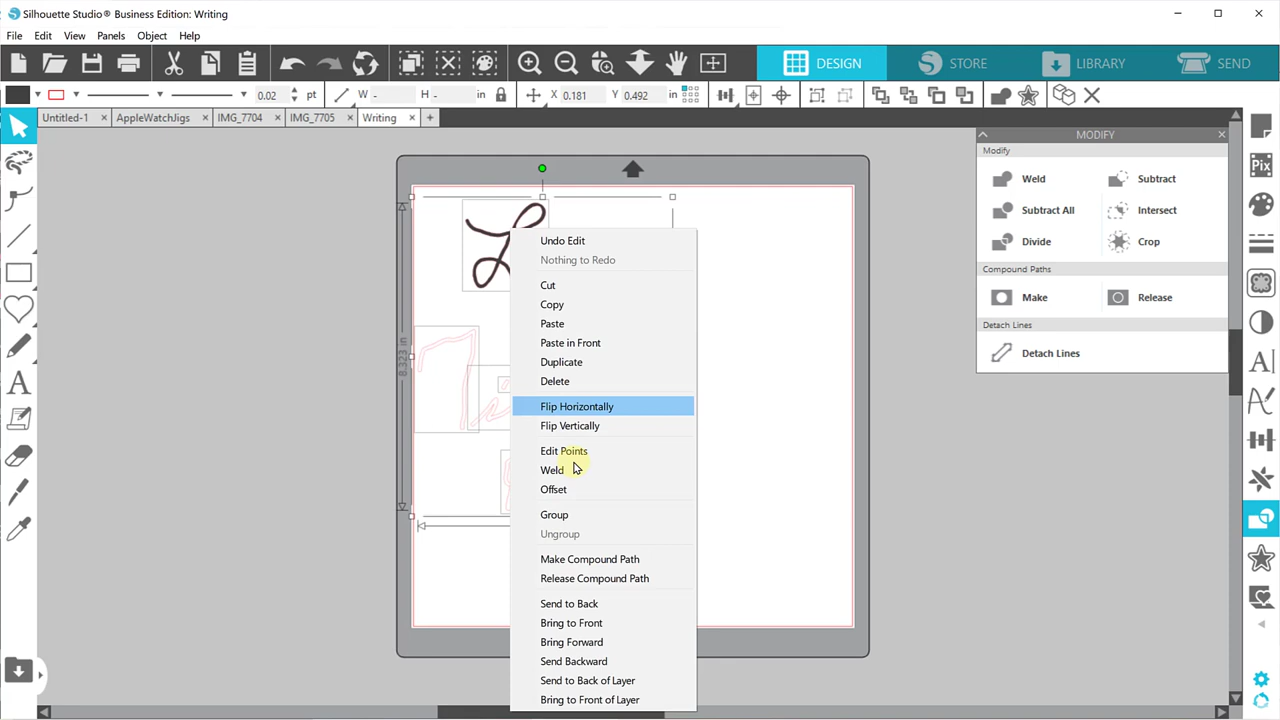 Silhouette Studio® Business Edition: Writing
File Edit View Panels Object Help
DESIGN STORE LIBRARY SEND
0.02 pt W - H - in X 0.181 Y 0.492 in
Untitled-1 AppleWatchJigs IMG_7704 IMG_7705 Writing
MODIFY
Modify
Weld Subtract
Subtract All Intersect
Divide Crop
Compound Paths
Make Release
Detach Lines
Detach Lines
Pix
8.323 in
Undo Edit
Nothing to Redo
Cut
Copy
Paste
Paste in Front
Duplicate
Delete
Flip Horizontally
Flip Vertically
Edit Points
Weld
Offset
Group
Ungroup
Make Compound Path
Release Compound Path
Send to Back
Bring to Front
Bring Forward
Send Backward
Send to Back of Layer
Bring to Front of Layer